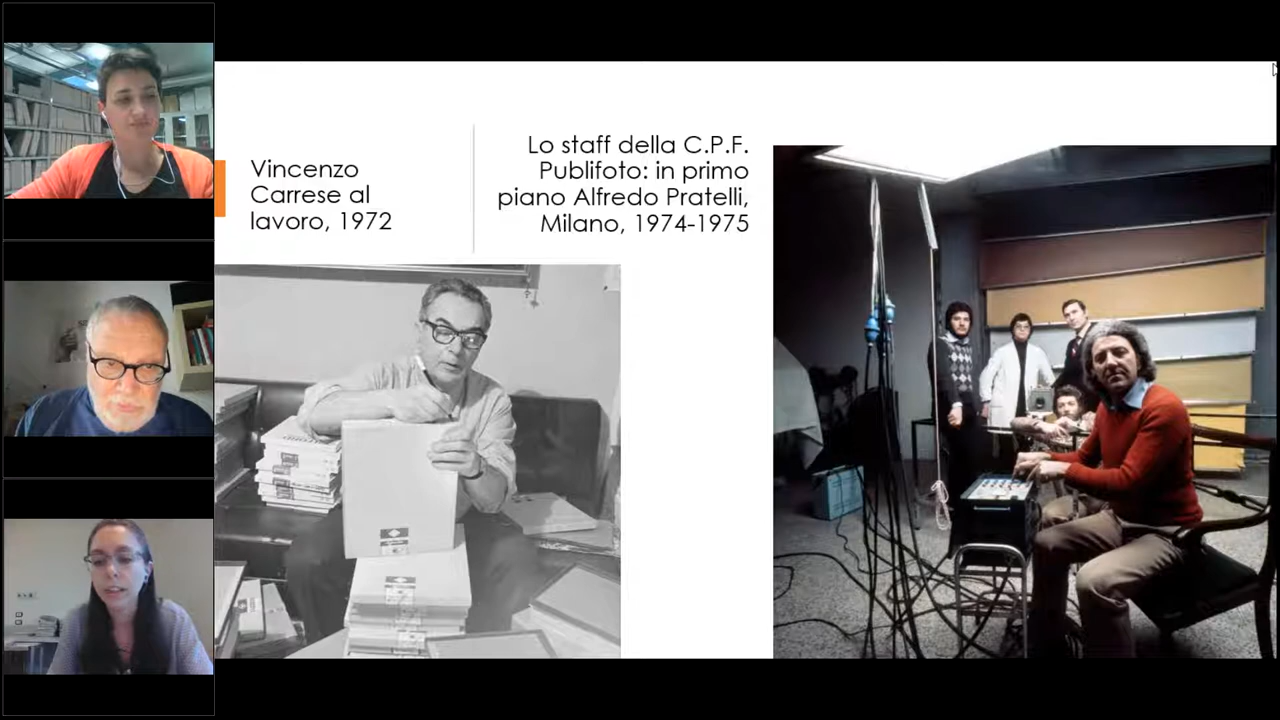 Vincenzo
Carrese al
lavoro, 1972
Lo staff della C.P.F.
Publifoto: in primo
piano Alfredo Pratelli,
Milano, 1974-1975